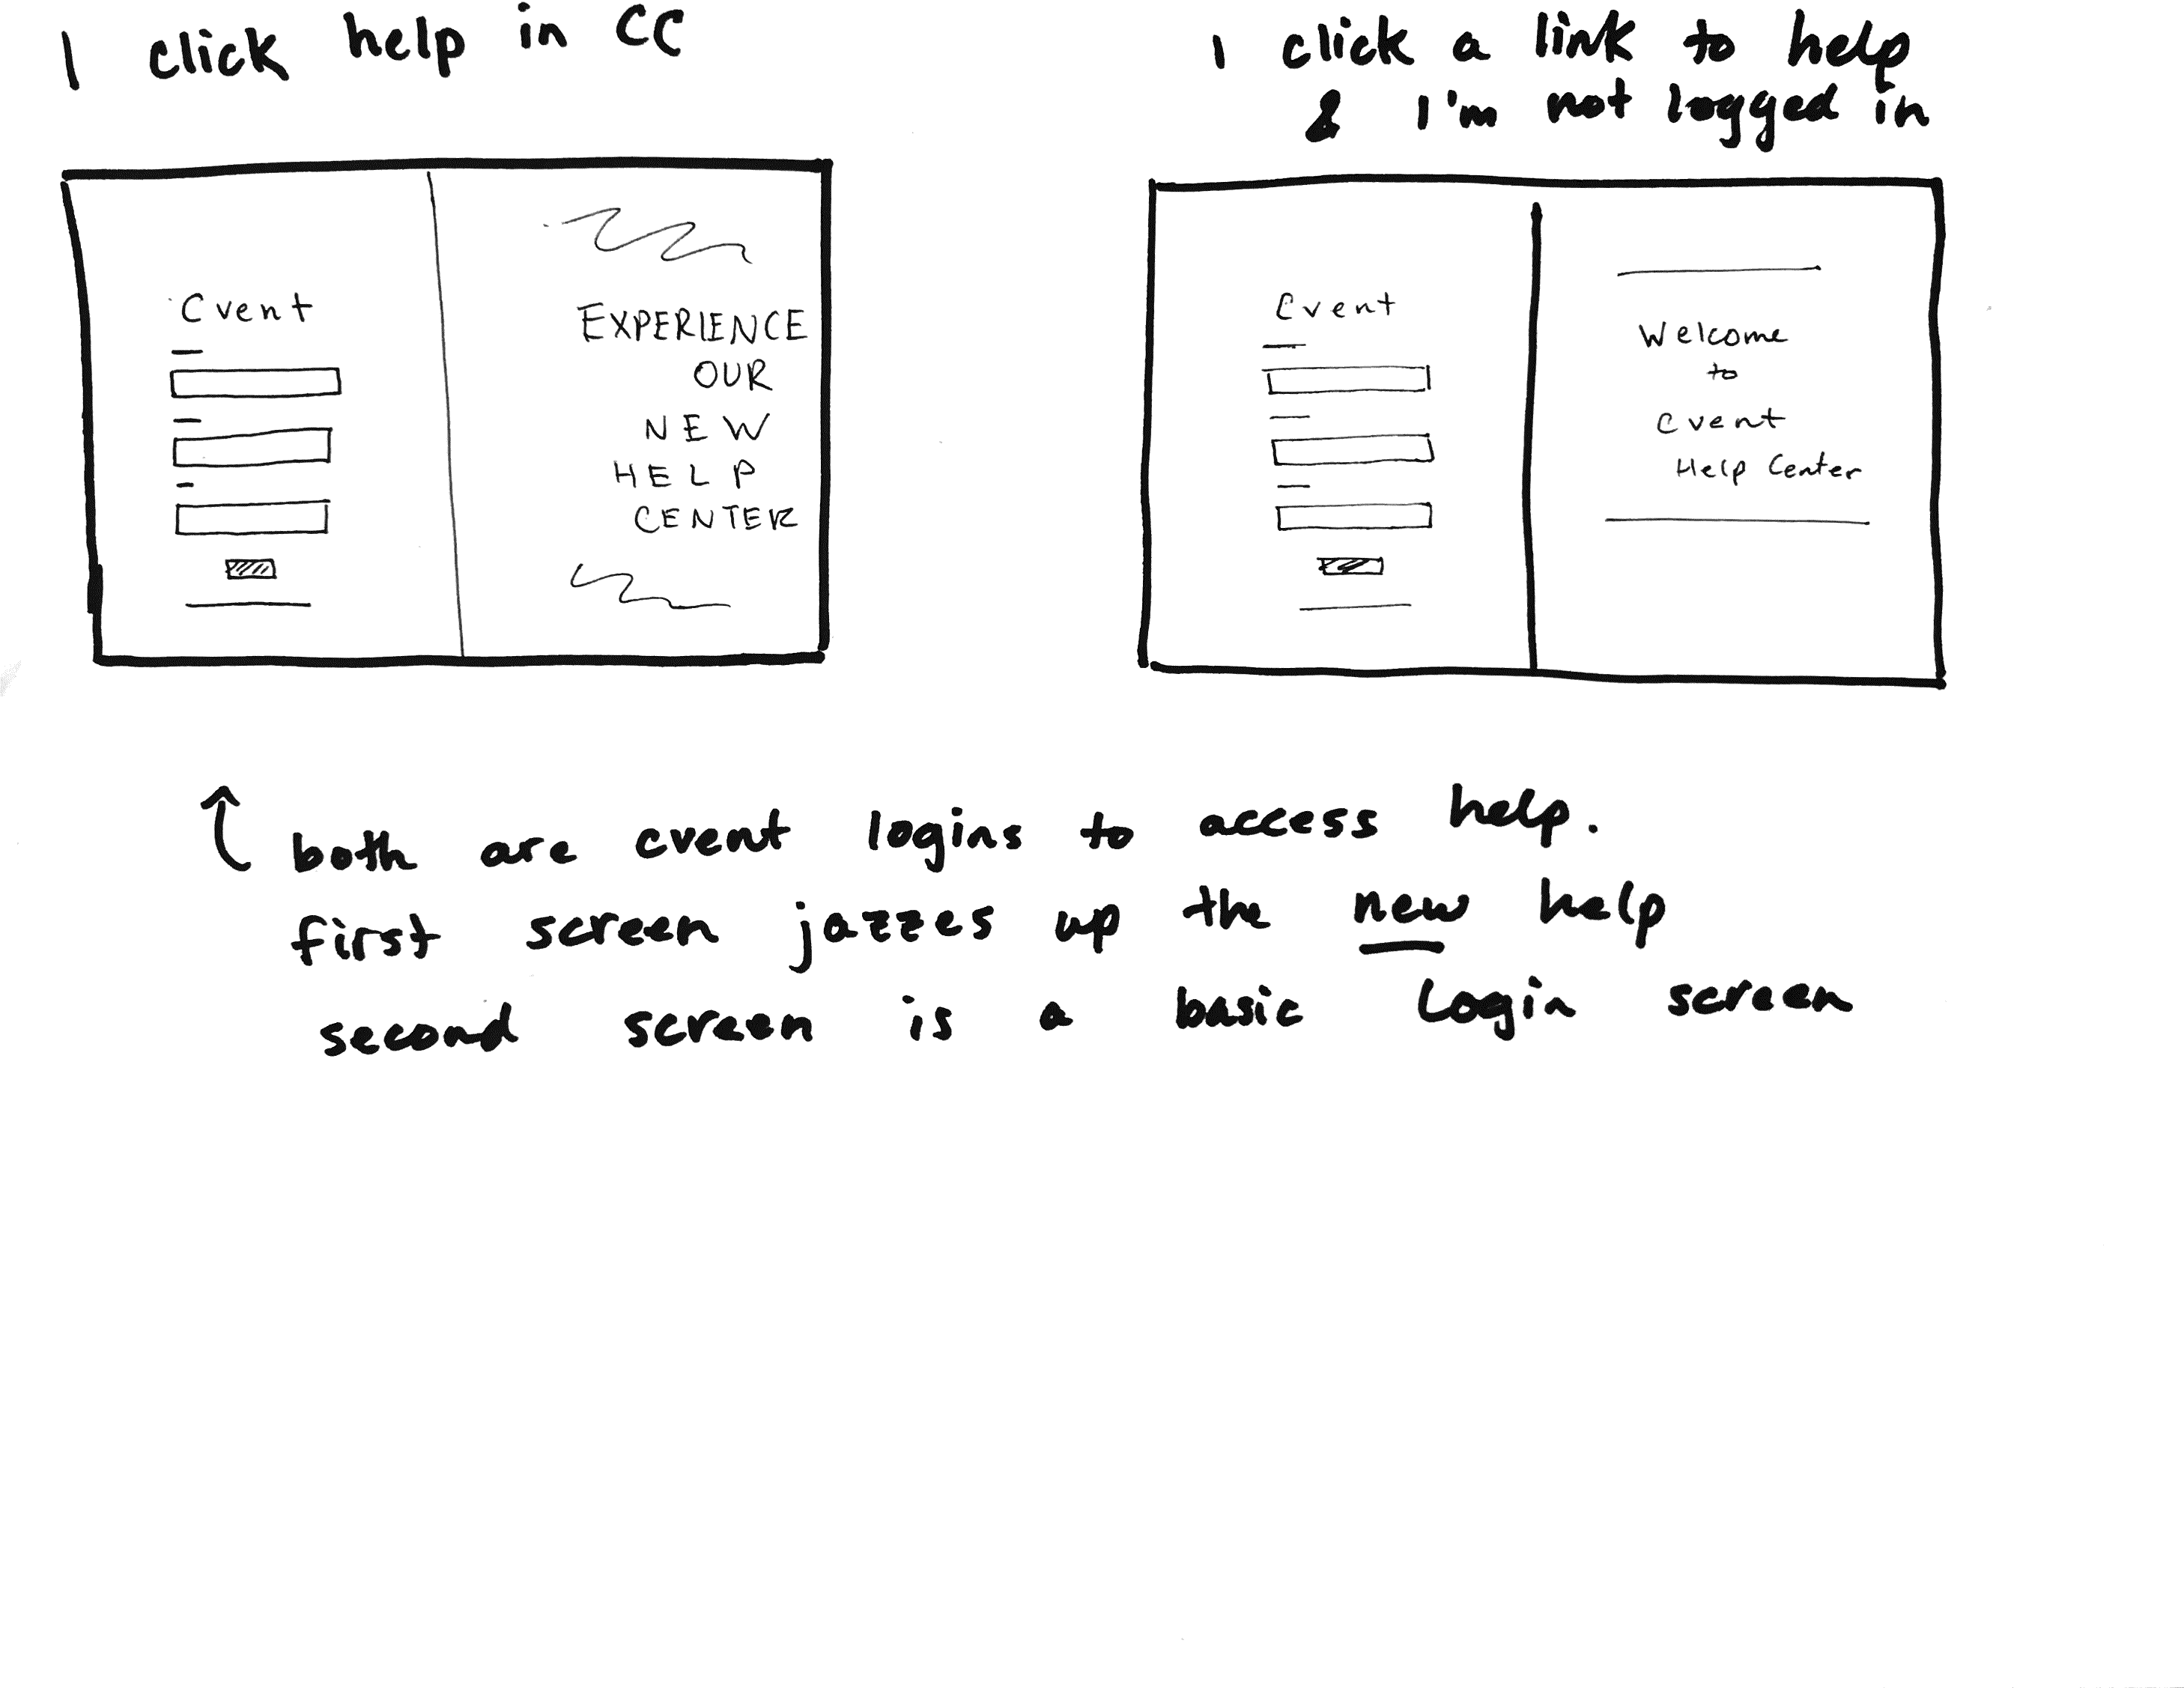 I click help in CC
I click a link to help
& I'm not logged in
Cvent
EXPERIENCE
OUR
NEW
HELP
CENTER
Cvent
Welcome
to
Cvent
Help Center
both are cvent logins to access help.
first screen jazzes up the new help
second screen is a basic login screen